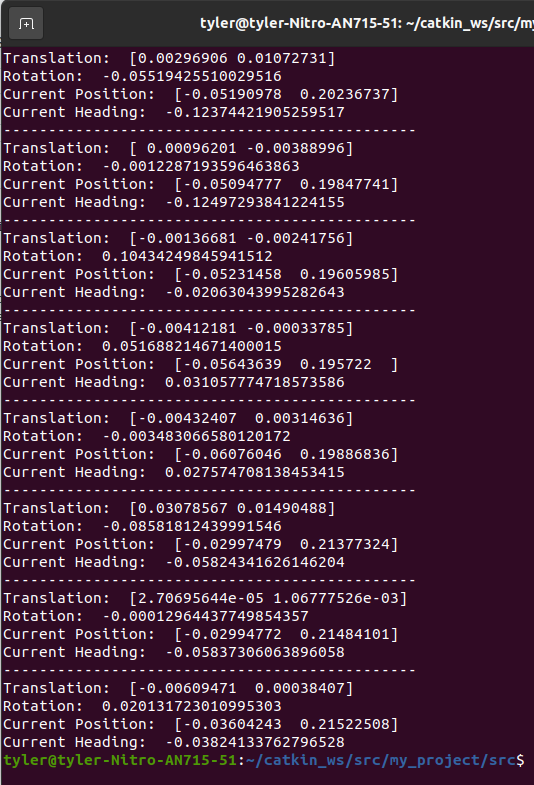 tyler@tyler-Nitro-AN715-51: ~/catkin_ws/src/my
Translation:  [0.00296906 0.01072731]
Rotation:  -0.05519425510029516
Current Position:  [-0.05190978  0.20236737]
Current Heading:  -0.12374421905259517
----------------------------------------------
Translation:  [ 0.00096201 -0.00388996]
Rotation:  -0.0012287193596463863
Current Position:  [-0.05094777  0.19847741]
Current Heading:  -0.12497293841224155
----------------------------------------------
Translation:  [-0.00136681 -0.00241756]
Rotation:  0.10434249845941512
Current Position:  [-0.05231458  0.19605985]
Current Heading:  -0.02063043995282643
----------------------------------------------
Translation:  [-0.00412181 -0.00033785]
Rotation:  0.051688214671400015
Current Position:  [-0.05643639  0.195722  ]
Current Heading:  0.031057774718573586
----------------------------------------------
Translation:  [-0.00432407  0.00314636]
Rotation:  -0.003483066580120172
Current Position:  [-0.06076046  0.19886836]
Current Heading:  0.027574708138453415
----------------------------------------------
Translation:  [0.03078567 0.01490488]
Rotation:  -0.08581812439991546
Current Position:  [-0.02997479  0.21377324]
Current Heading:  -0.05824341626146204
----------------------------------------------
Translation:  [2.70695644e-05 1.06777526e-03]
Rotation:  -0.00012964437749854357
Current Position:  [-0.02994772  0.21484101]
Current Heading:  -0.05837306063896058
----------------------------------------------
Translation:  [-0.00609471  0.00038407]
Rotation:  0.020131723010995303
Current Position:  [-0.03604243  0.21522508]
Current Heading:  -0.03824133762796528
tyler@tyler-Nitro-AN715-51:~/catkin_ws/src/my_project/src$